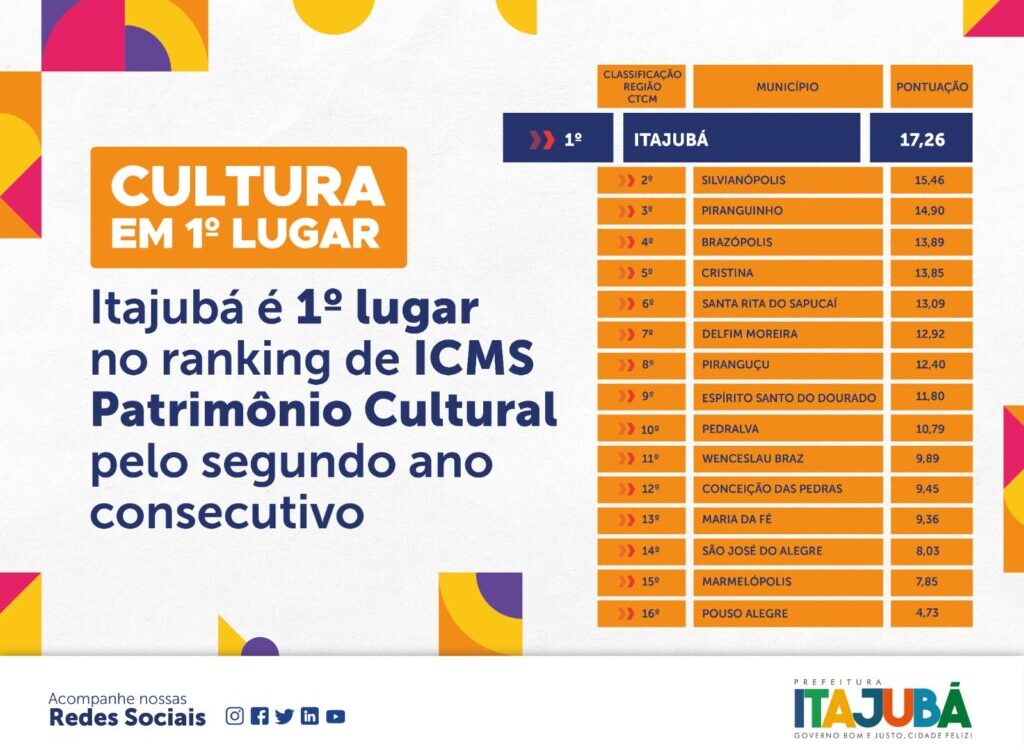 CULTURA
EM 1º LUGAR
Itajubá é 1º lugar
no ranking de ICMS
Patrimônio Cultural
pelo segundo ano
consecutivo
CLASSIFICAÇÃO
REGIÃO
CTCM
MUNICÍPIO
PONTUAÇÃO
1º ITAJUBÁ 17,26
2º SILVIANÓPOLIS 15,46
3º PIRANGUINHO 14,90
4º BRAZÓPOLIS 13,89
5º CRISTINA 13,85
6º SANTA RITA DO SAPUCAÍ 13,09
7º DELFIM MOREIRA 12,92
8º PIRANGUÇU 12,40
9º ESPÍRITO SANTO DO DOURADO 11,80
10º PEDRALVA 10,79
11º WENCESLAU BRAZ 9,89
12º CONCEIÇÃO DAS PEDRAS 9,45
13º MARIA DA FÉ 9,36
14º SÃO JOSÉ DO ALEGRE 8,03
15º MARMELÓPOLIS 7,85
16º POUSO ALEGRE 4,73
Acompanhe nossas
Redes Sociais
PREFEITURA
ITAJUBÁ
GOVERNO BOM E JUSTO, CIDADE FELIZ!